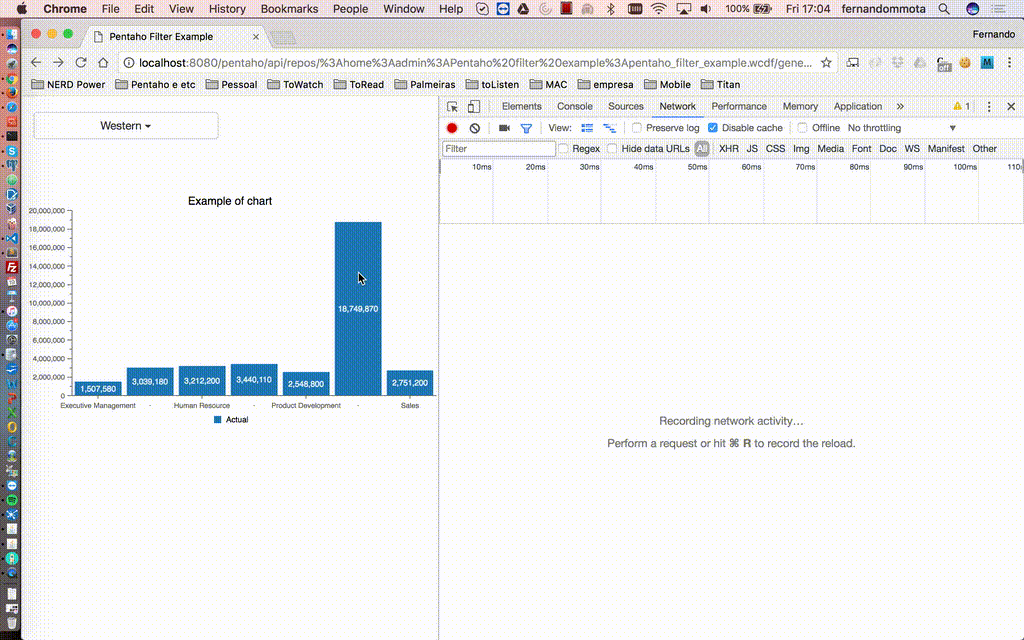 Chrome File Edit View History Bookmarks People Window Help 100% Fri 17:04 fernandommota
Pentaho Filter Example
Fernando
localhost:8080/pentaho/api/repos/%3Ahome%3Aadmin%3APentaho%20filter%20example%3Apentaho_filter_example.wcdf/gene...
NERD Power Pentaho e etc Pessoal ToWatch ToRead Palmeiras toListen MAC empresa Mobile Titan
Western
Elements Console Sources Network Performance Memory Application » 1
View: Preserve log Disable cache Offline No throttling
Filter Regex Hide data URLs All XHR JS CSS Img Media Font Doc WS Manifest Other
10ms 20ms 30ms 40ms 50ms 60ms 70ms 80ms 90ms 100ms 110
Example of chart
20,000,000
18,000,000
16,000,000
14,000,000
12,000,000
10,000,000
8,000,000
6,000,000
4,000,000
2,000,000
0
1,507,580 3,039,180 3,212,200 3,440,110 2,548,800 18,749,870 2,751,200
Executive Management - Human Resource - Product Development - Sales
Actual
Recording network activity…
Perform a request or hit ⌘ R to record the reload.